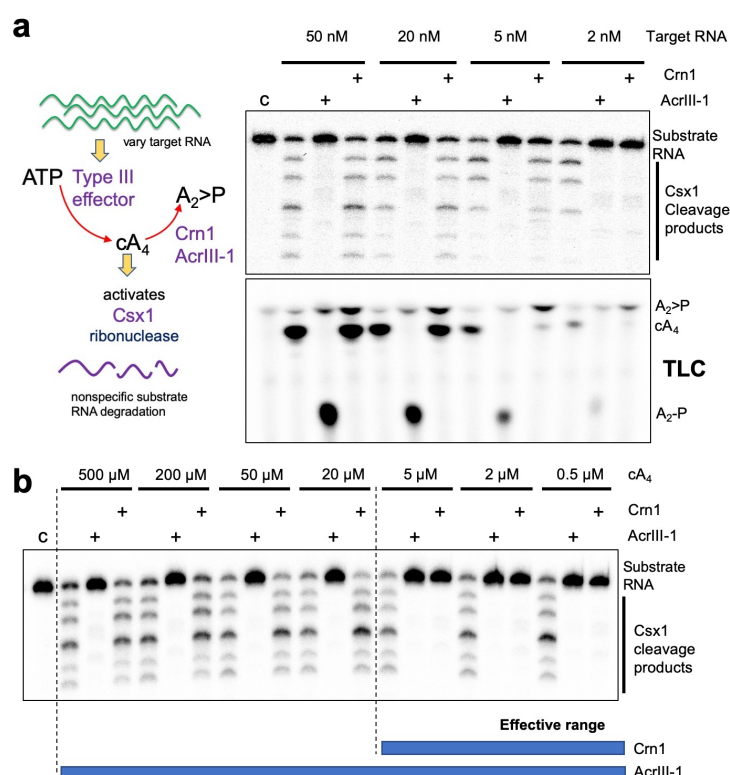 a
50 nM 20 nM 5 nM 2 nM Target RNA
+ + + + Crn1
C + + + + AcrIII-1
vary target RNA
ATP Type III
effector
A₂>P
cA₄
Crn1
AcrIII-1
activates
Csx1
ribonuclease
nonspecific substrate
RNA degradation
Substrate
RNA
Csx1
Cleavage
products
A₂>P
cA₄
TLC
A₂-P
b
500 µM 200 µM 50 µM 20 µM 5 µM 2 µM 0.5 µM cA₄
+ + + + + + + Crn1
C + + + + + + + AcrIII-1
Substrate
RNA
Csx1
cleavage
products
Effective range
Crn1
AcrIII-1